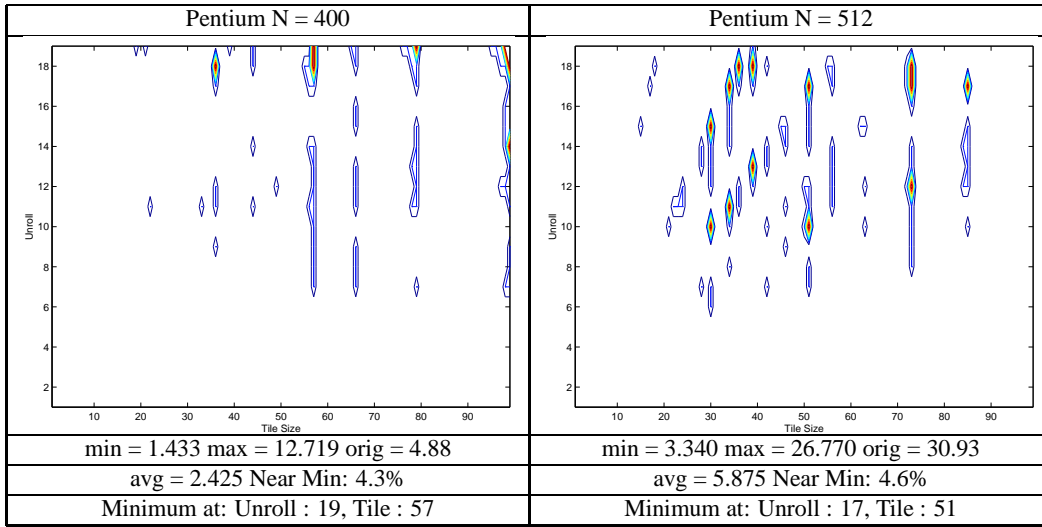 Pentium N = 400
18
16
14
12
10
8
6
4
2
Unroll
10 20 30 40 50 60 70 80 90
Tile Size
min = 1.433 max = 12.719 orig = 4.88
avg = 2.425 Near Min: 4.3%
Minimum at: Unroll : 19, Tile : 57
Pentium N = 512
18
16
14
12
10
8
6
4
2
Unroll
10 20 30 40 50 60 70 80 90
Tile Size
min = 3.340 max = 26.770 orig = 30.93
avg = 5.875 Near Min: 4.6%
Minimum at: Unroll : 17, Tile : 51